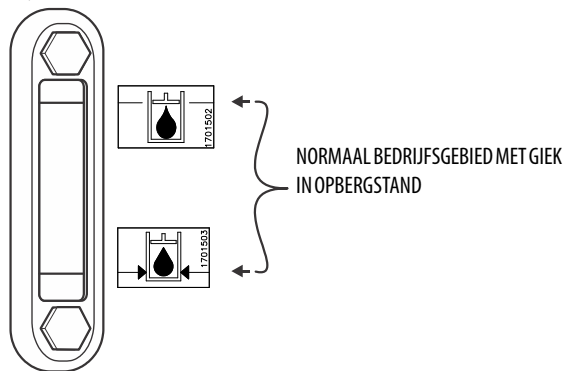 1701502
NORMAAL BEDRIJFSGEBIED MET GIEK
IN OPBERGSTAND
1701503